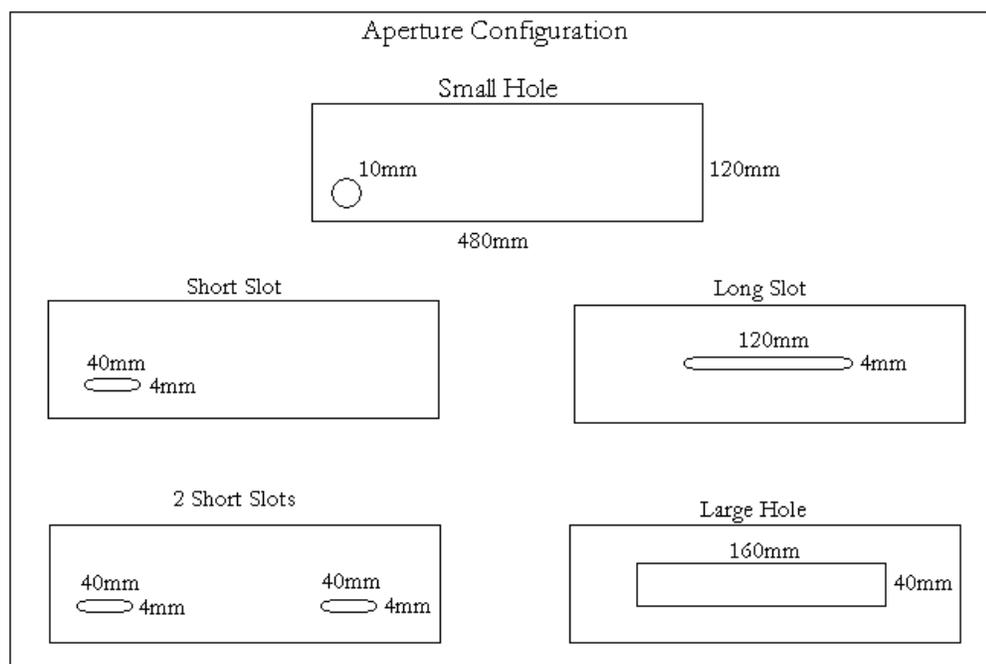 Aperture Configuration
Small Hole
10mm
120mm
480mm
Short Slot
40mm
4mm
Long Slot
120mm
4mm
2 Short Slots
40mm
4mm
40mm
4mm
Large Hole
160mm
40mm